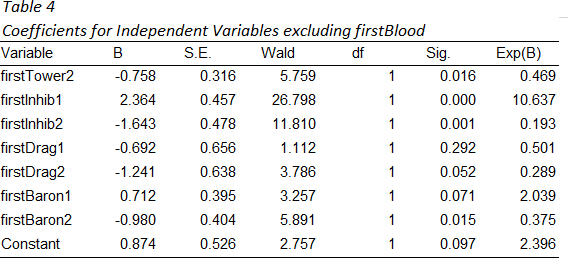 Table 4
Coefficients for Independent Variables excluding firstBlood
Variable B S.E. Wald df Sig. Exp(B)
firstTower2 -0.758 0.316 5.759 1 0.016 0.469
firstInhib1 2.364 0.457 26.798 1 0.000 10.637
firstInhib2 -1.643 0.478 11.810 1 0.001 0.193
firstDrag1 -0.692 0.656 1.112 1 0.292 0.501
firstDrag2 -1.241 0.638 3.786 1 0.052 0.289
firstBaron1 0.712 0.395 3.257 1 0.071 2.039
firstBaron2 -0.980 0.404 5.891 1 0.015 0.375
Constant 0.874 0.526 2.757 1 0.097 2.396